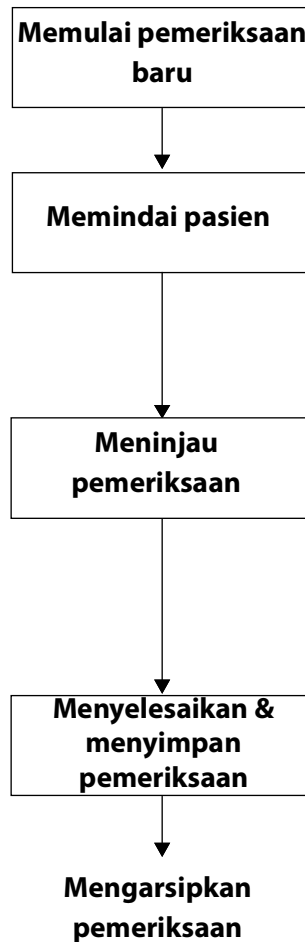 Memulai pemeriksaan
baru
Memindai pasien
Meninjau
pemeriksaan
Menyelesaikan &
menyimpan
pemeriksaan
Mengarsipkan
pemeriksaan